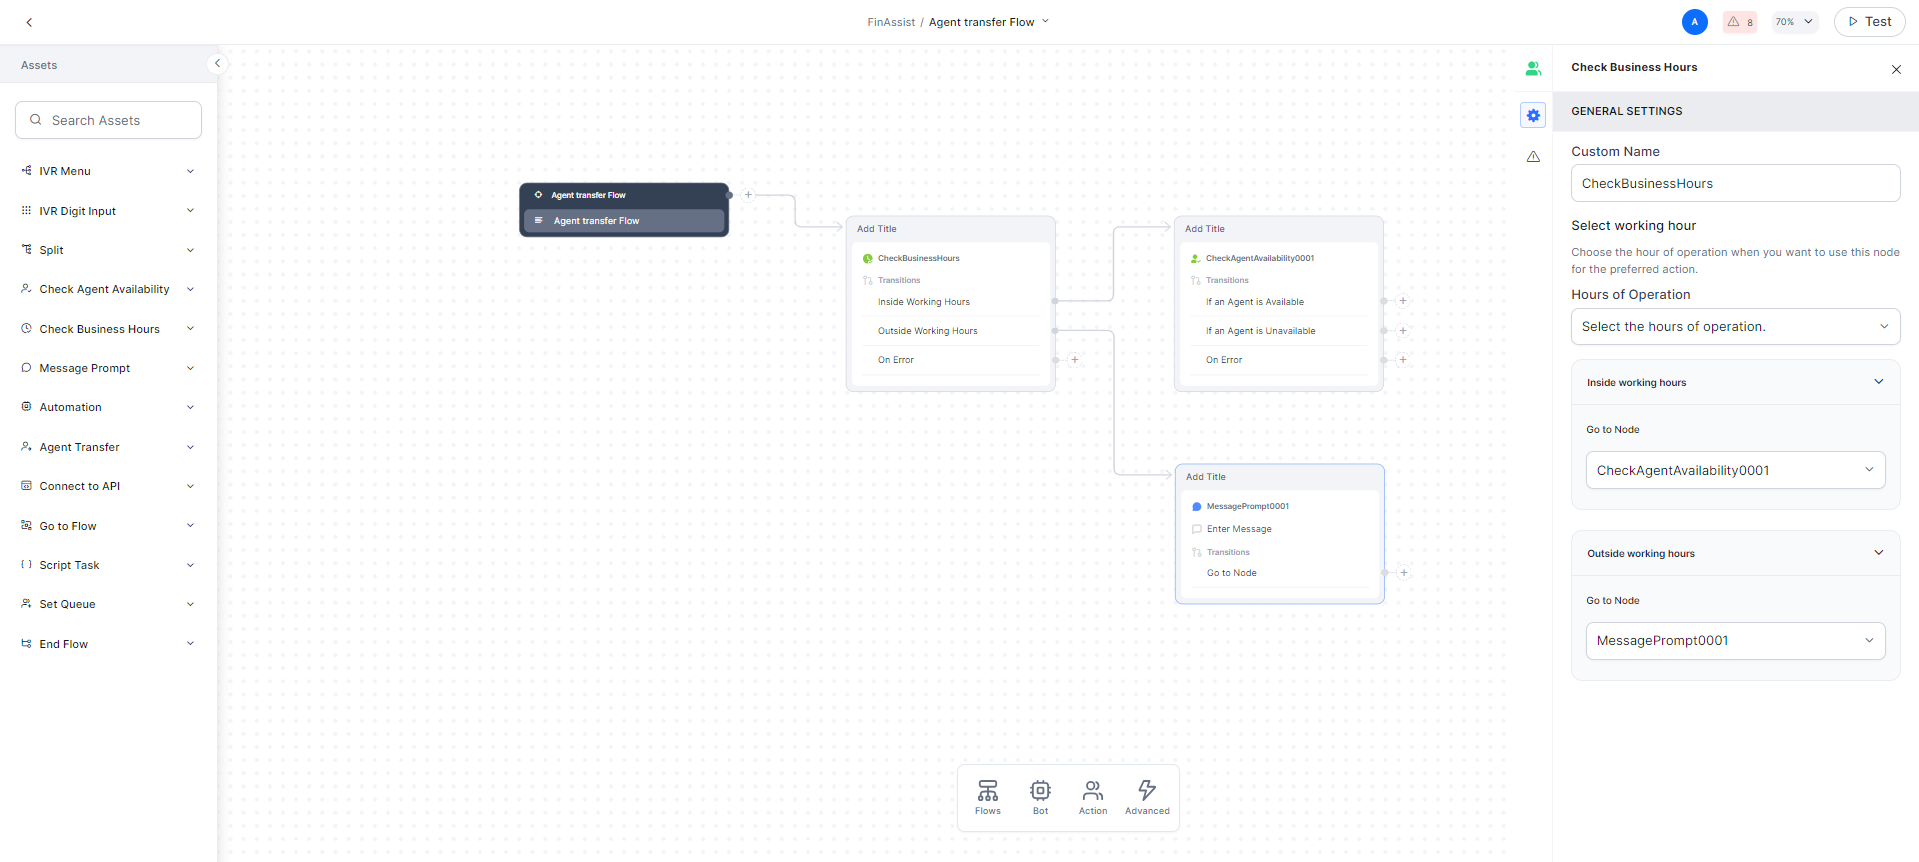 FinAssist / Agent transfer Flow
A
8
70%
Test
Assets
Search Assets
IVR Menu
IVR Digit Input
Split
Check Agent Availability
Check Business Hours
Message Prompt
Automation
Agent Transfer
Connect to API
Go to Flow
Script Task
Set Queue
End Flow
Agent transfer Flow
Agent transfer Flow
Add Title
CheckBusinessHours
Transitions
Inside Working Hours
Outside Working Hours
On Error
Add Title
CheckAgentAvailability0001
Transitions
If an Agent is Available
If an Agent is Unavailable
On Error
Add Title
MessagePrompt0001
Enter Message
Transitions
Go to Node
Flows
Bot
Action
Advanced
Check Business Hours
GENERAL SETTINGS
Custom Name
CheckBusinessHours
Select working hour
Choose the hour of operation when you want to use this node
for the preferred action.
Hours of Operation
Select the hours of operation.
Inside working hours
Go to Node
CheckAgentAvailability0001
Outside working hours
Go to Node
MessagePrompt0001